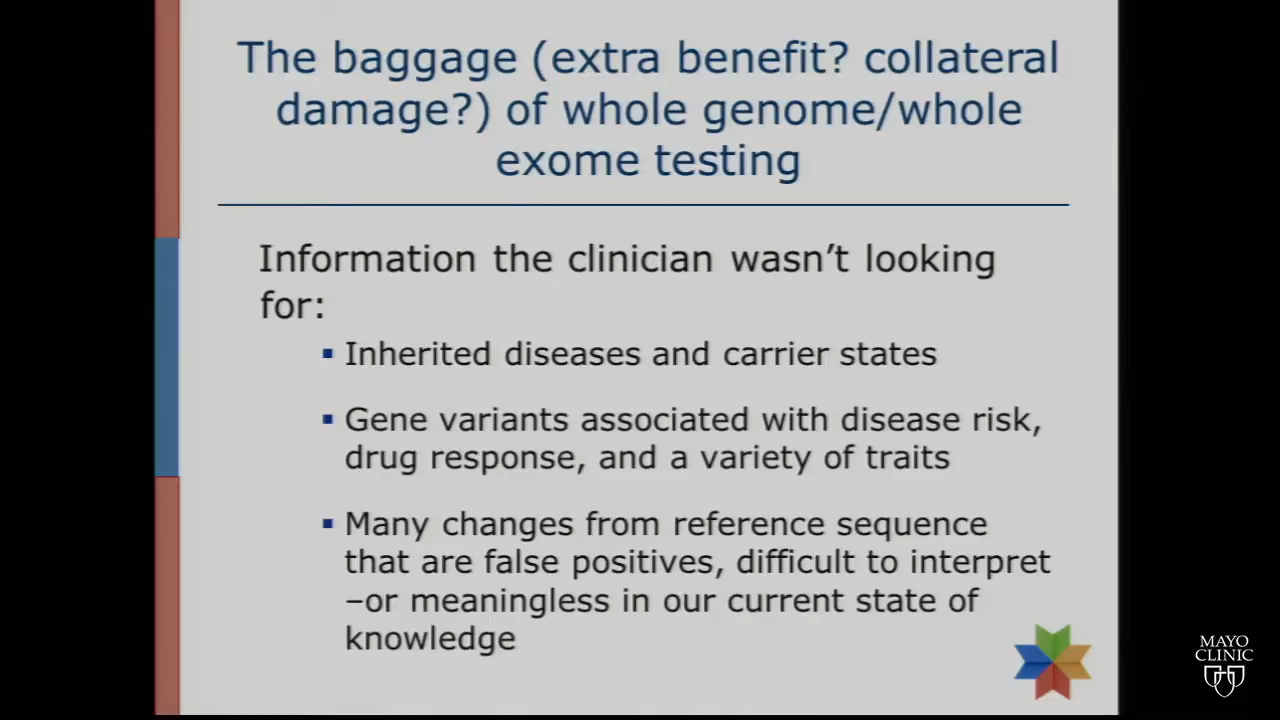 The baggage (extra benefit? collateral
damage?) of whole genome/whole
exome testing
Information the clinician wasn’t looking
for:
▪ Inherited diseases and carrier states
▪ Gene variants associated with disease risk,
drug response, and a variety of traits
▪ Many changes from reference sequence
that are false positives, difficult to interpret
–or meaningless in our current state of
knowledge
MAYO
CLINIC